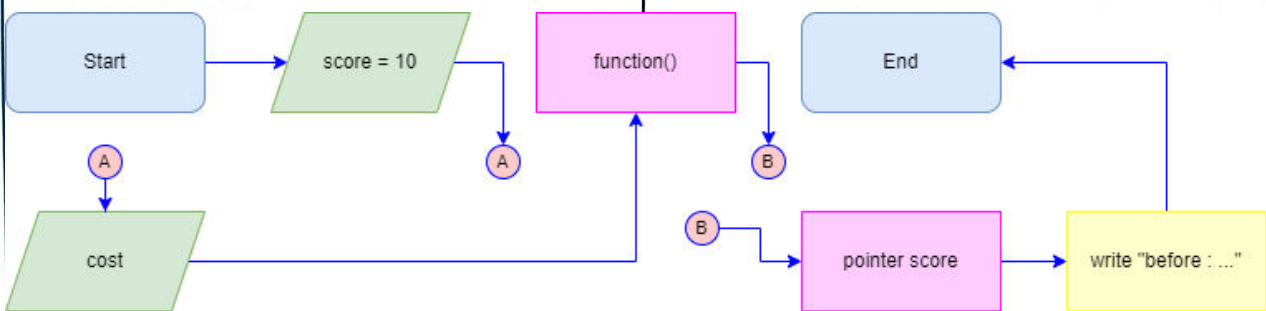 Start
score = 10
function()
End
A
A
B
cost
B
pointer score
write "before : ..."